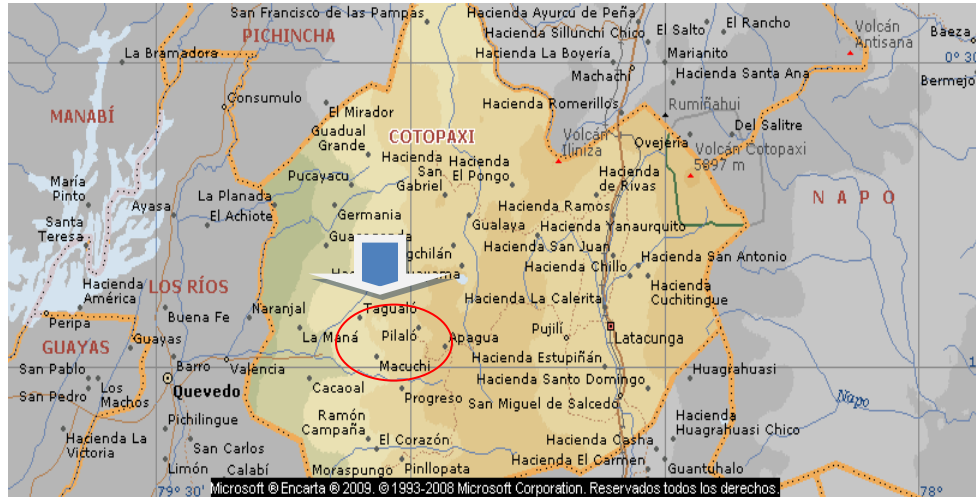 San Francisco de las Pampas
Hacienda Ayurcu de Peña
El Rancho
PICHINCHA
Hacienda Sillunchi Chico
El Salto
Volcán
Antisana
Baeza
La Bramadora
Hacienda La Boyería
Marianito
0° 30
Machachi
Hacienda Santa Ana
Bermejo
Consumulo
El Mirador
Hacienda Romerillos
Rumiñahui
MANABÍ
Guadual
Grande
COTOPAXI
Volcán
Iliniza
Del Salitre
Ovejería
Volcán Cotopaxi
5897 m
Hacienda
San
Gabriel
Hacienda
El Pongo
Pucayacu
Hacienda
de Rívas
María
Pinto
La Planada
Ayasa
El Achiote
Germania
Hacienda Ramos
NAPO
Santa
Teresa
Gualaya
Hacienda Yanaurquito
Hacienda San Juan
Hacienda San Antonio
Hacienda Chillo
Hacienda
América
LOS RÍOS
Hacienda
Cuchitingue
Naranjal
Tagualó
Hacienda La Calerita
Peripa
Buena Fe
Pilaló
Pujilí
GUAYAS
Guayas
La Maná
Apagua
Latacunga
San Pablo
Barro
Valencia
Macuchi
Hacienda Estupiñán
Huagrahuasi
1
San Pedro
Los
Machos
Quevedo
Cacaoal
Progreso
Hacienda Santo Domingo
San Miguel de Salcedo
Napo
Pichilingue
Ramón
Campaña
Hacienda
Huagrahuasi Chico
Hacienda La
Victoria
San Carlos
El Corazón
Hacienda Casha
Limón
Calabí
Moraspungo
Pinllopata
Hacienda El Carmen
Guantuhalo
79° 30'
Microsoft ® Encarta ® 2009. © 1993-2008 Microsoft Corporation. Reservados todos los derechos.
78°